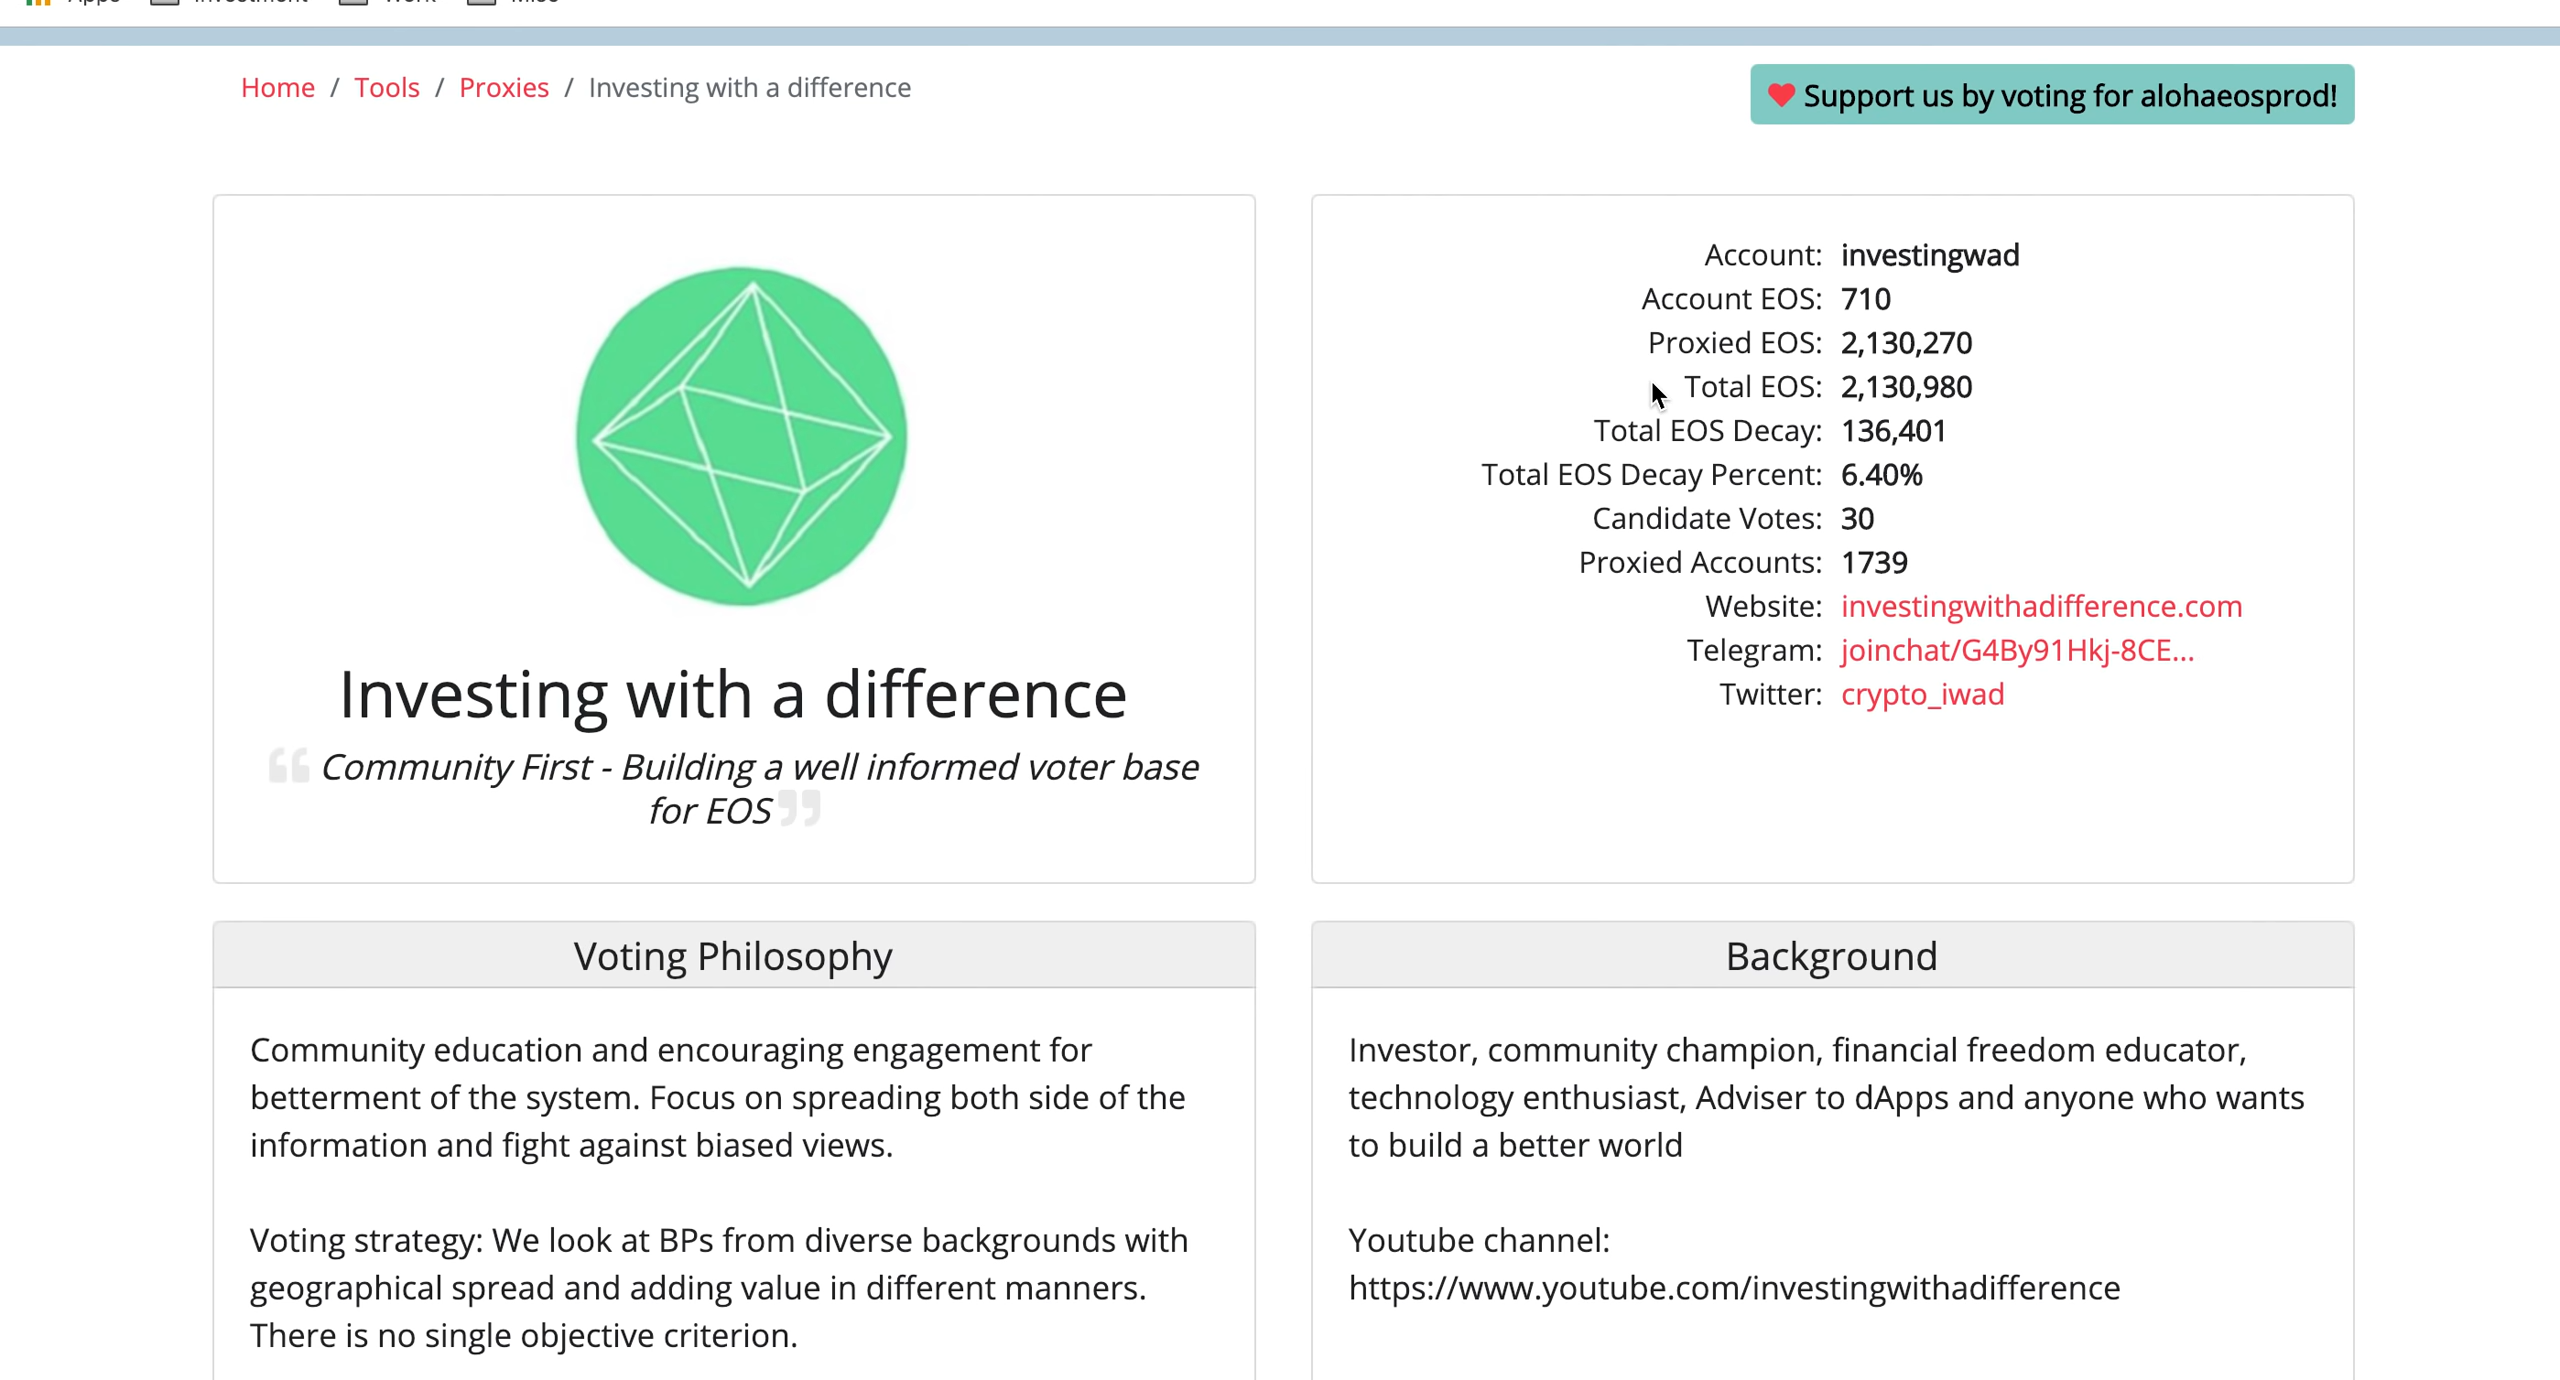 Home / Tools / Proxies / Investing with a difference
Support us by voting for alohaeosprod!
Investing with a difference
“ Community First - Building a well informed voter base
for EOS ”
Account: investingwad
Account EOS: 710
Proxied EOS: 2,130,270
Total EOS: 2,130,980
Total EOS Decay: 136,401
Total EOS Decay Percent: 6.40%
Candidate Votes: 30
Proxied Accounts: 1739
Website: investingwithadifference.com
Telegram: joinchat/G4By91Hkj-8CE...
Twitter: crypto_iwad
Voting Philosophy
Community education and encouraging engagement for
betterment of the system. Focus on spreading both side of the
information and fight against biased views.
Voting strategy: We look at BPs from diverse backgrounds with
geographical spread and adding value in different manners.
There is no single objective criterion.
Background
Investor, community champion, financial freedom educator,
technology enthusiast, Adviser to dApps and anyone who wants
to build a better world
Youtube channel:
https://www.youtube.com/investingwithadifference